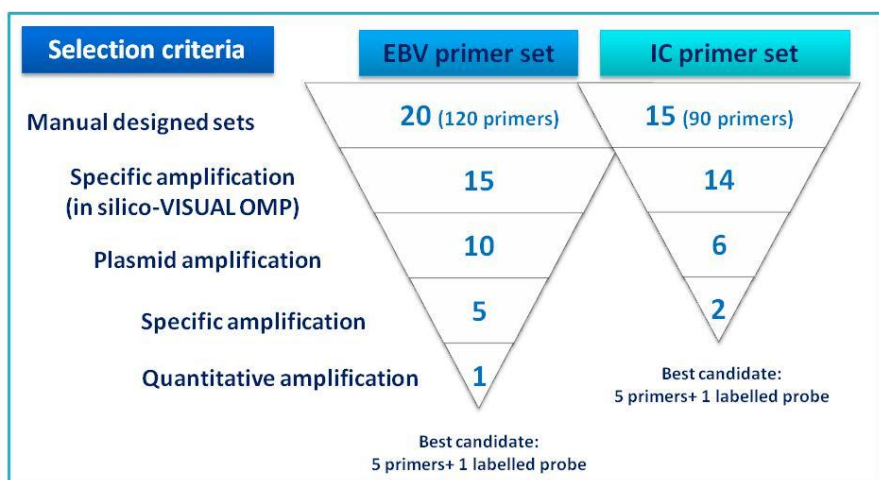 Selection criteria
EBV primer set
IC primer set
Manual designed sets
20 (120 primers)
15 (90 primers)
Specific amplification
(in silico-VISUAL OMP)
15
14
Plasmid amplification
10
6
Specific amplification
5
2
Quantitative amplification
1
Best candidate:
5 primers+ 1 labelled probe
Best candidate:
5 primers+ 1 labelled probe